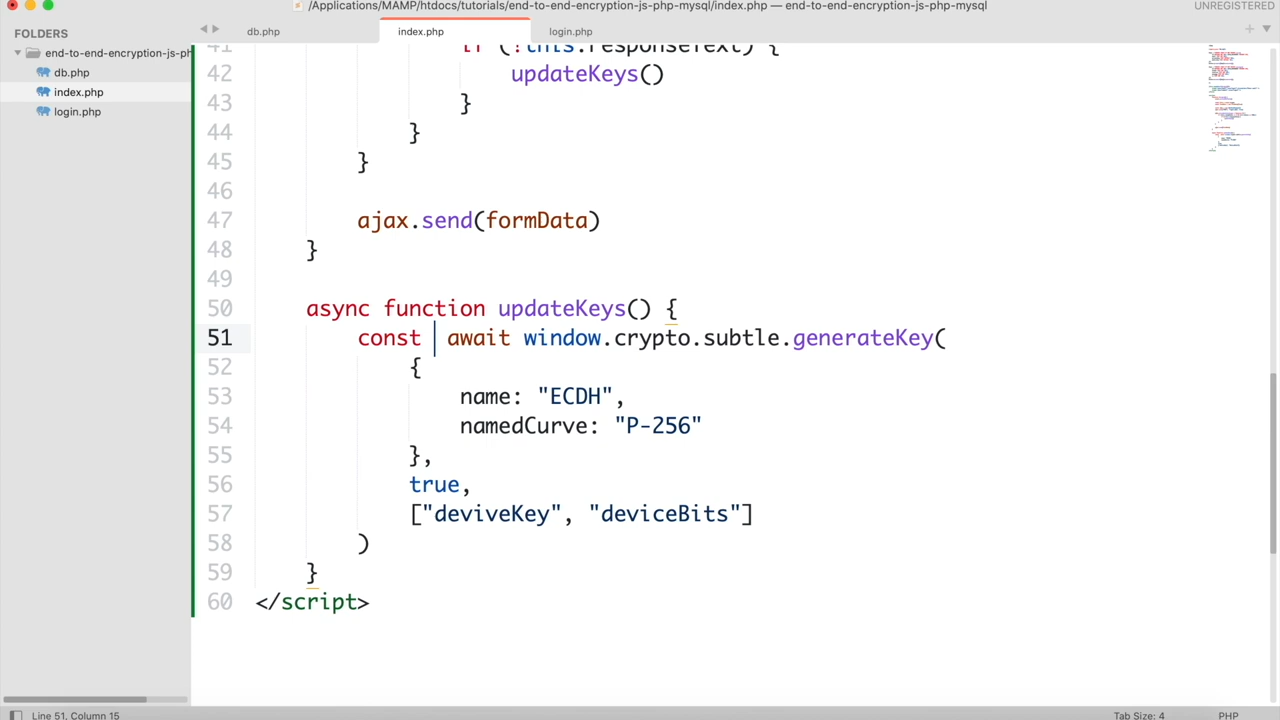 /Applications/MAMP/htdocs/tutorials/end-to-end-encryption-js-php-mysql/index.php — end-to-end-encryption-js-php-mysql
UNREGISTERED
FOLDERS
end-to-end-encryption-js-ph
db.php
index.php
login.php
db.php
index.php
login.php
41 if (!this.responseText) {
42 updateKeys()
43 }
44 }
45 }
46
47 ajax.send(formData)
48 }
49
50 async function updateKeys() {
51 const await window.crypto.subtle.generateKey(
52 {
53 name: "ECDH",
54 namedCurve: "P-256"
55 },
56 true,
57 ["deviveKey", "deviceBits"]
58 )
59 }
60 </script>
Line 51, Column 15
Tab Size: 4
PHP